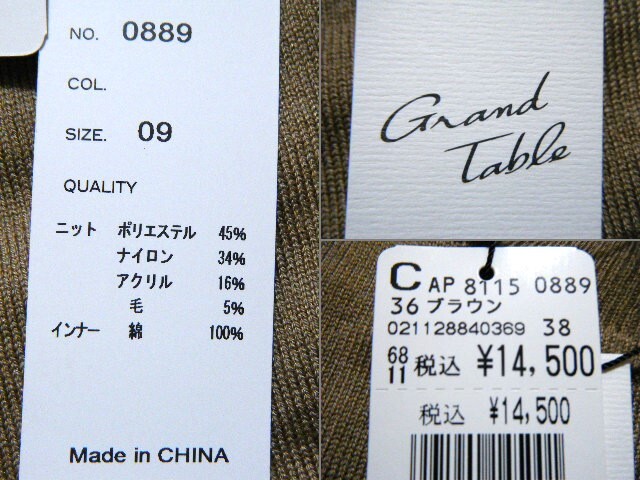 NO. 0889
COL.
SIZE. 09
QUALITY
ニット ポリエステル 45%
ナイロン 34%
アクリル 16%
毛 5%
インナー 綿 100%
Made in CHINA
Grand
Table
C AP 8115 0889
36 ブラウン
021128840369 38
68
11 税込 ¥14,500
税込 ¥14,500